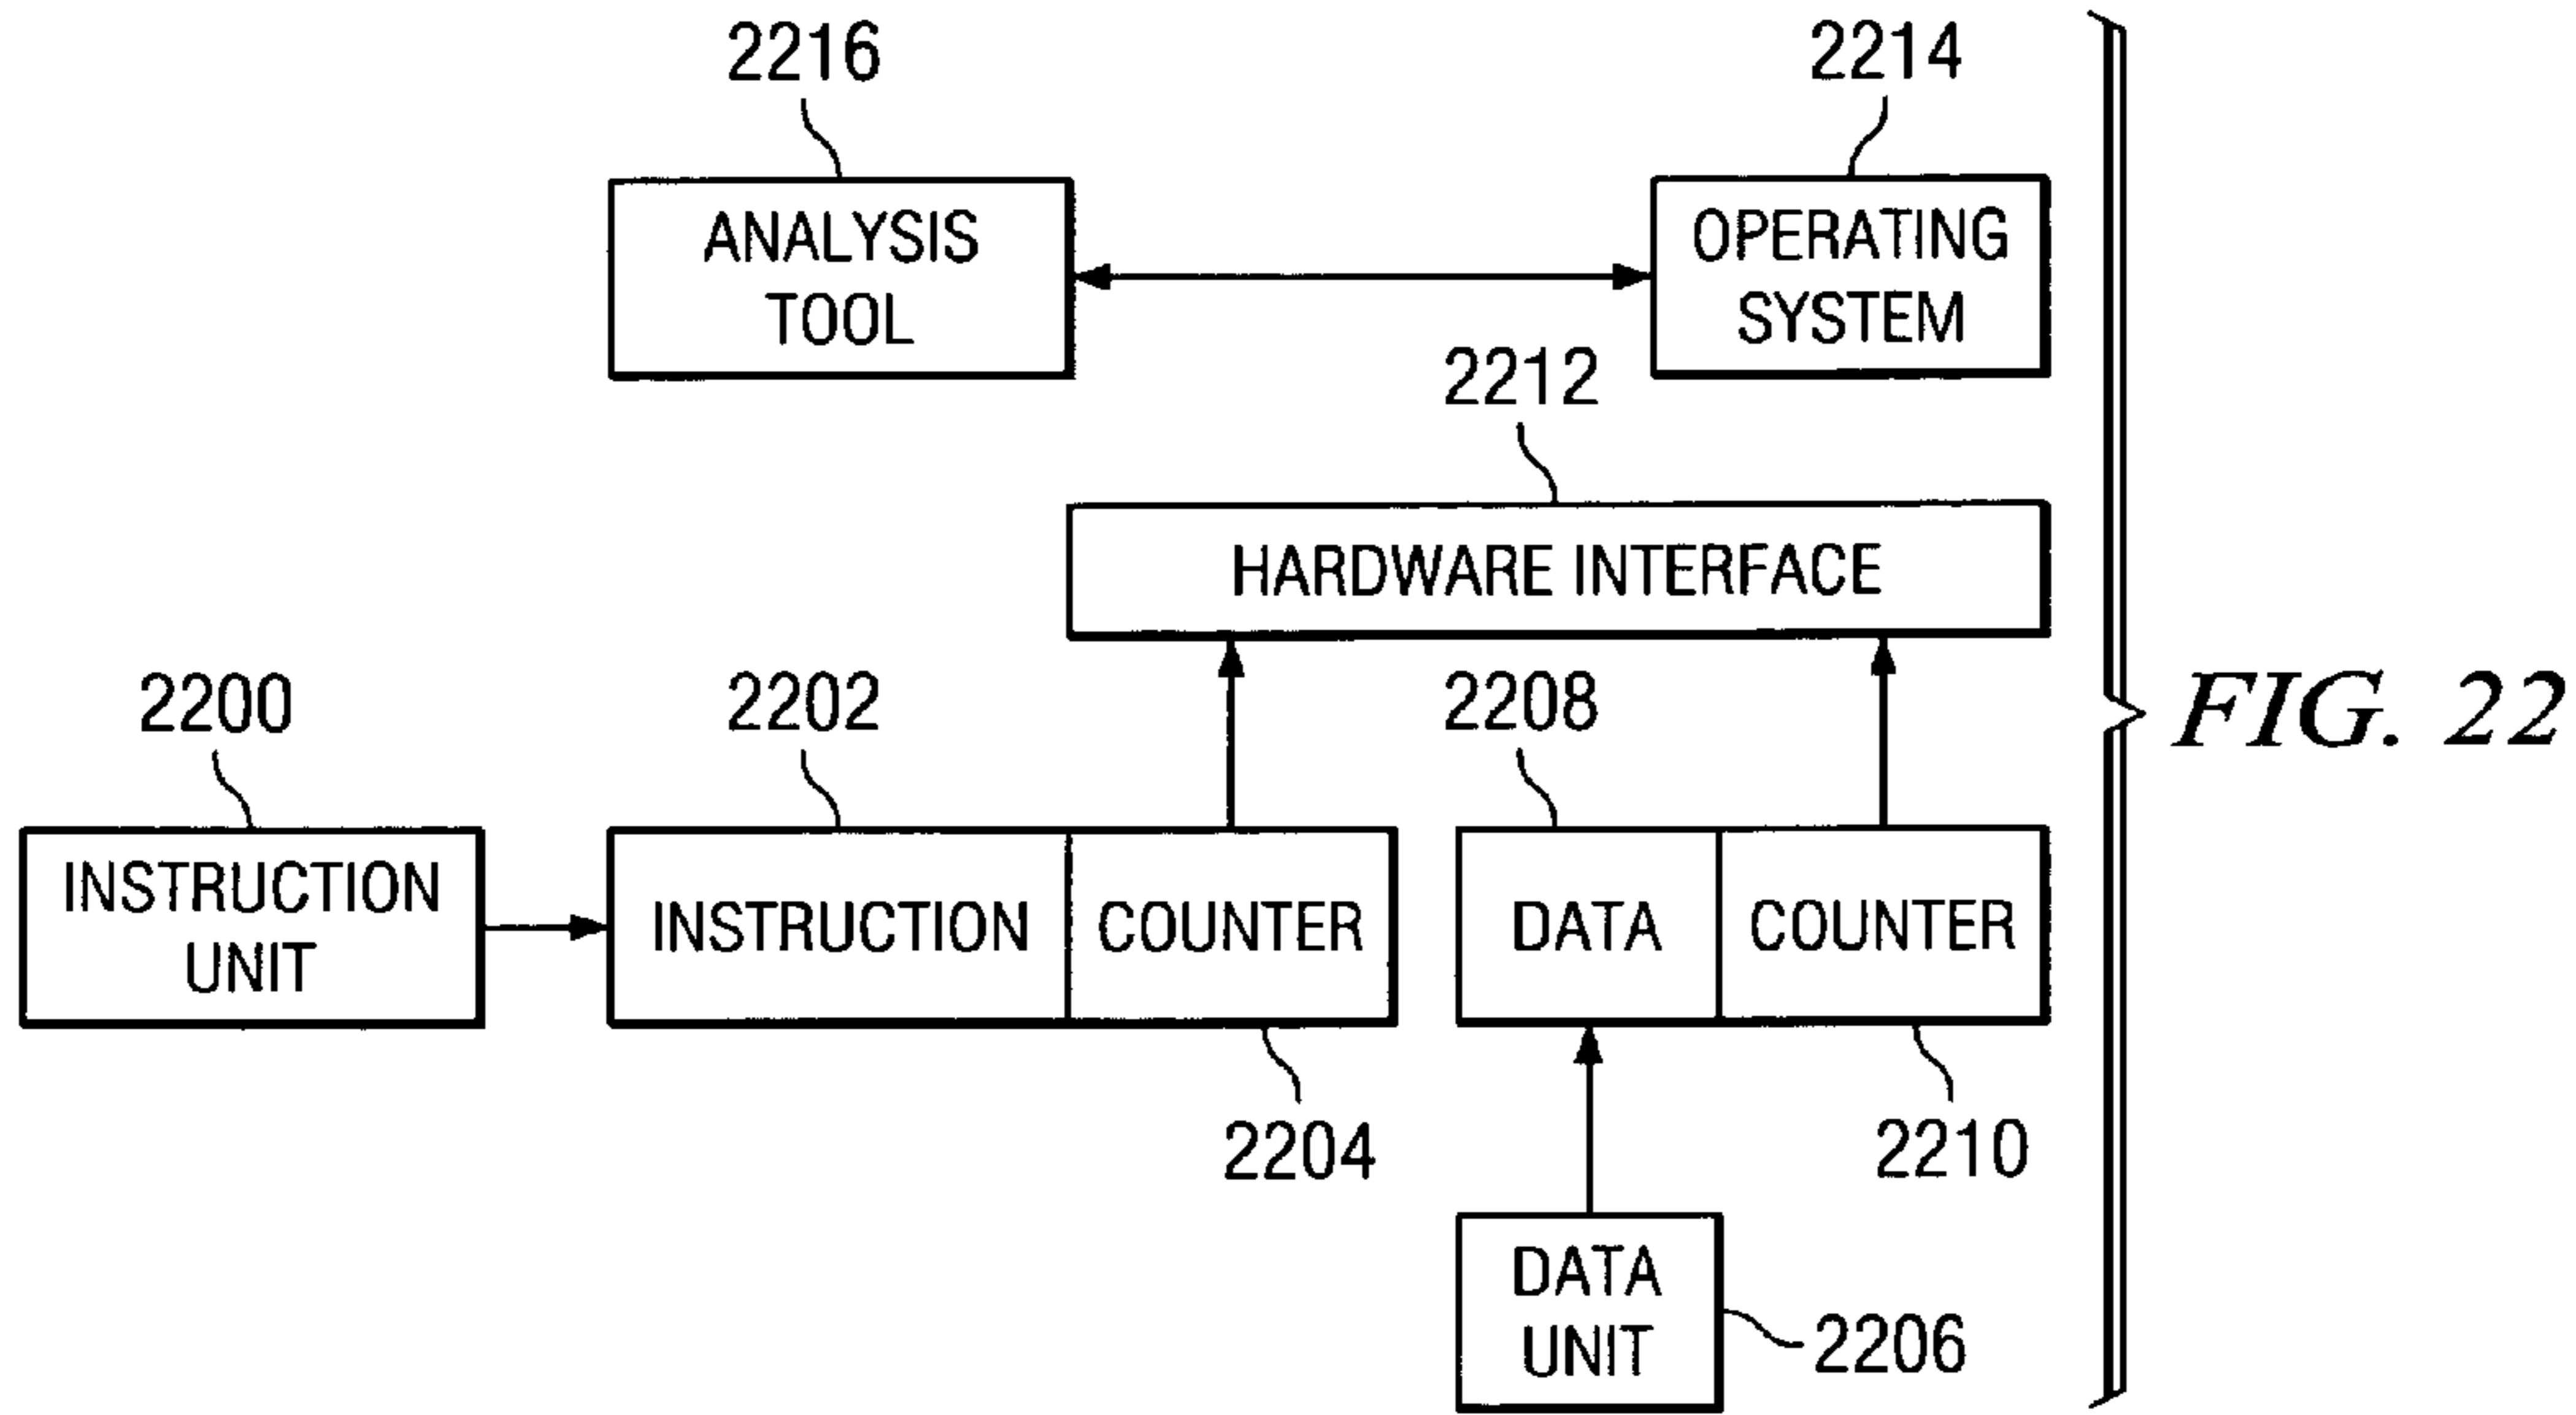 2216
2214
ANALYSIS
TOOL
OPERATING
SYSTEM
2212
HARDWARE INTERFACE
2200
2202
2208
INSTRUCTION
UNIT
INSTRUCTION
COUNTER
DATA
COUNTER
2204
2210
DATA
UNIT
2206
FIG. 22